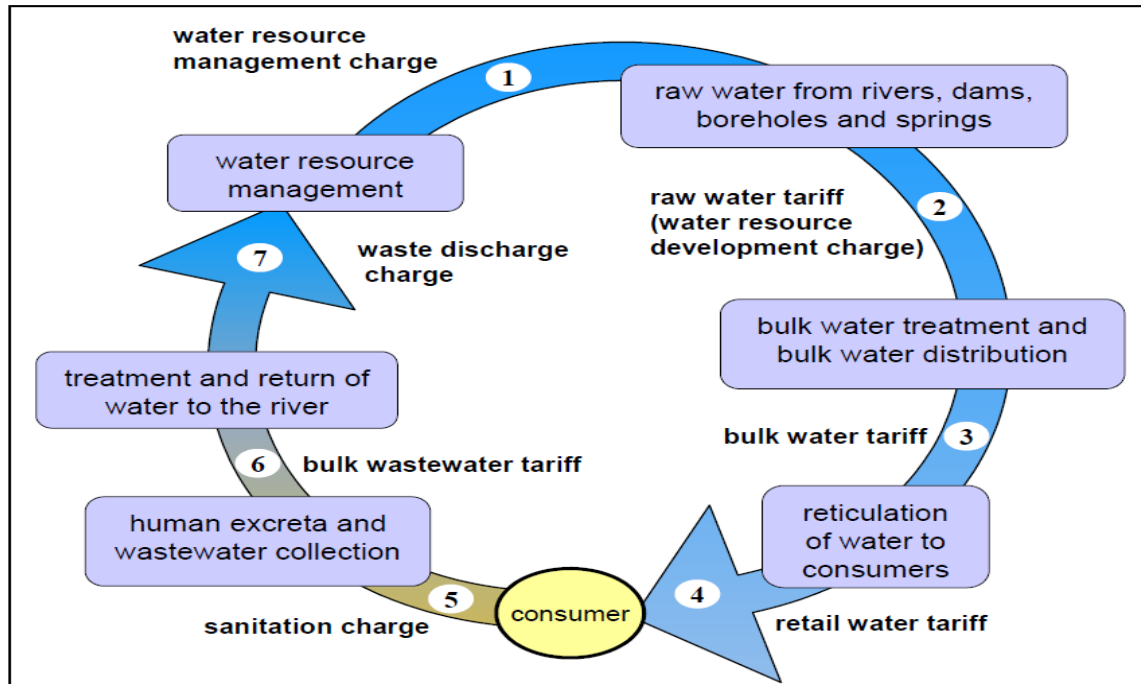 water resource
management charge
1
raw water from rivers, dams,
boreholes and springs
water resource
management
raw water tariff
(water resource
development charge)
2
7
waste discharge
charge
bulk water treatment and
bulk water distribution
treatment and return of
water to the river
bulk water tariff
3
6
bulk wastewater tariff
human excreta and
wastewater collection
reticulation
of water to
consumers
5
consumer
4
sanitation charge
retail water tariff